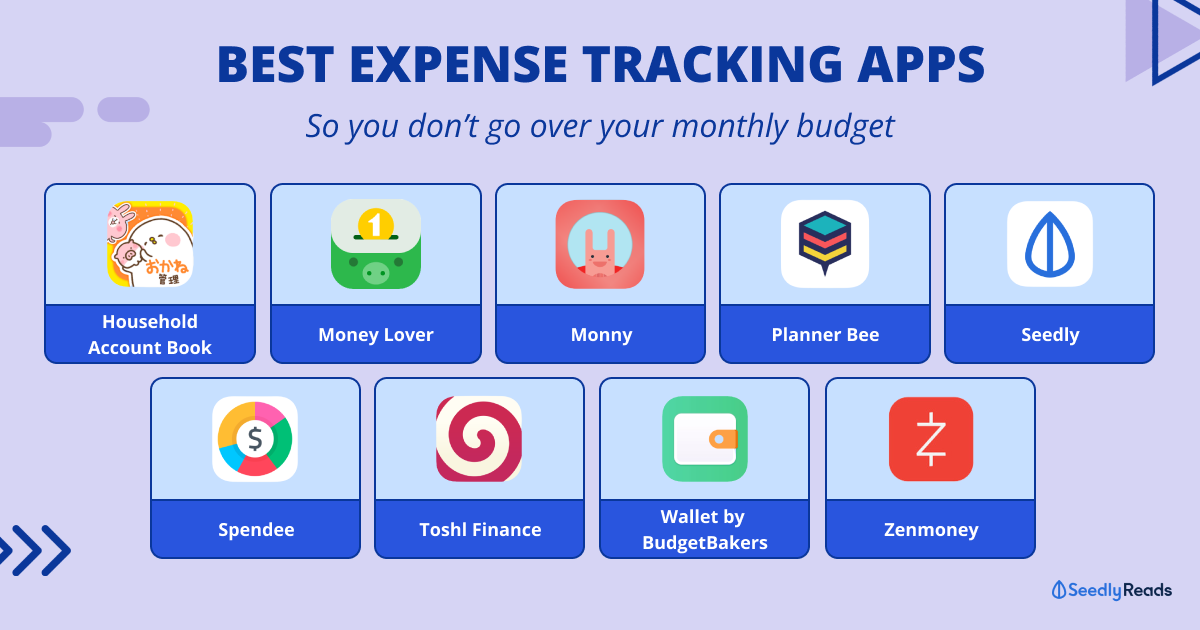 BEST EXPENSE TRACKING APPS
So you don't go over your monthly budget
おかね
管理
1
$
Household
Account Book
Money Lover
Monny
Planner Bee
Seedly
Spendee
Toshl Finance
Wallet by
BudgetBakers
Zenmoney
SeedlyReads